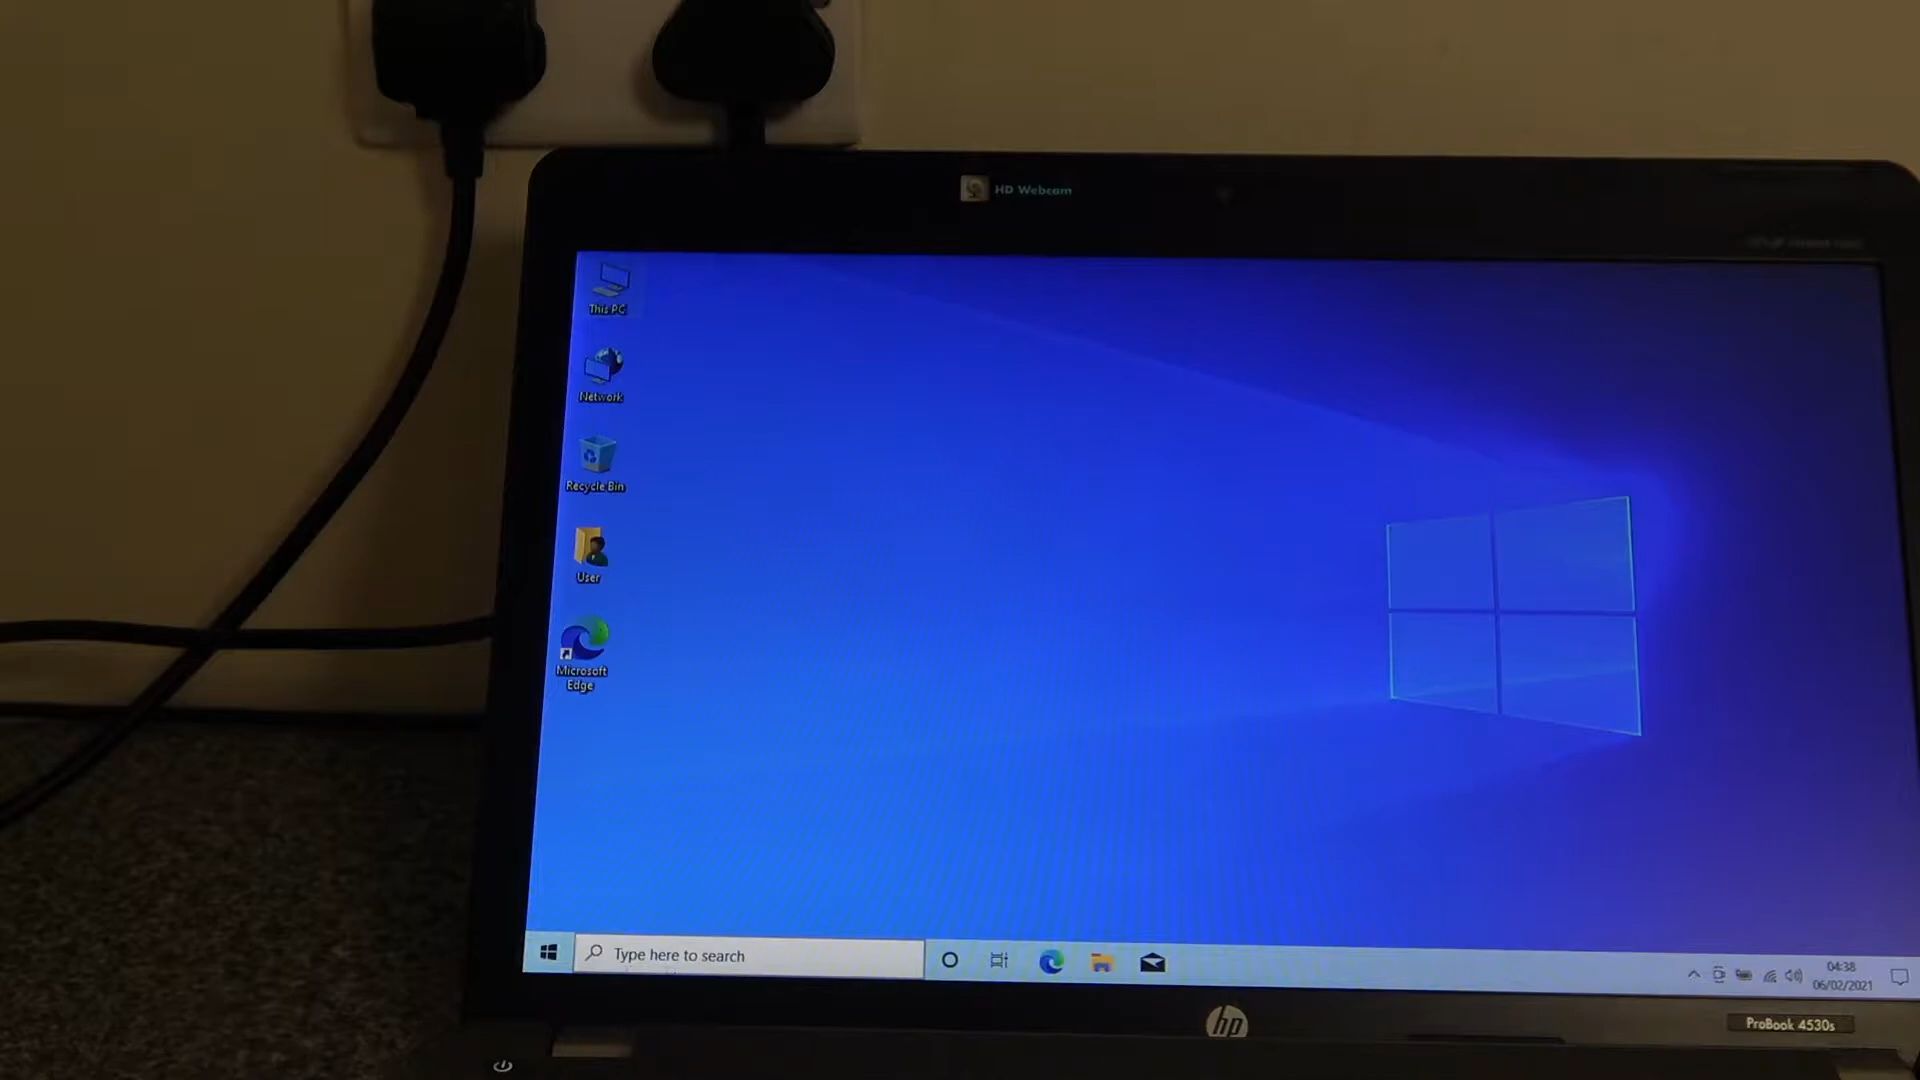 HD Webcam
This PC
Network
Recycle Bin
User
Microsoft
Edge
Type here to search
04:38
06/02/2021
hp
ProBook 4530s